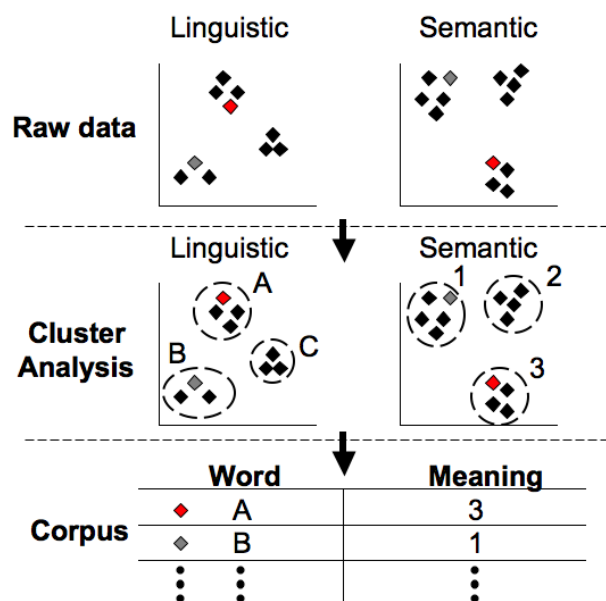 Linguistic Semantic
Raw data
Linguistic Semantic
A 1 2
B C
Cluster
Analysis
3
Word Meaning
Corpus
A 3
B 1